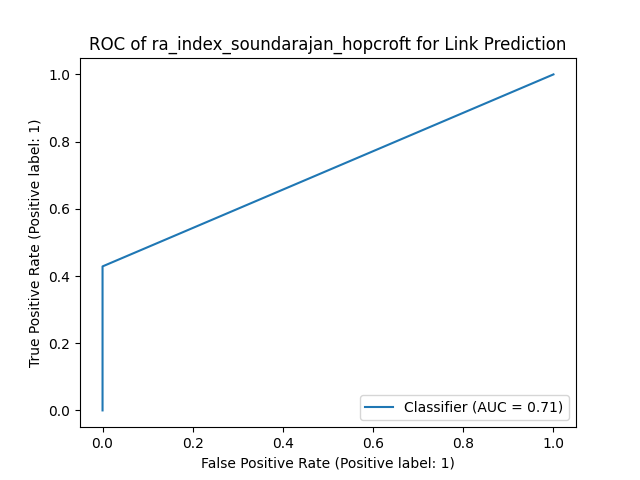 ROC of ra_index_soundarajan_hopcroft for Link Prediction
1.0
0.8
0.6
0.4
0.2
0.0
True Positive Rate (Positive label: 1)
Classifier (AUC = 0.71)
0.0 0.2 0.4 0.6 0.8 1.0
False Positive Rate (Positive label: 1)